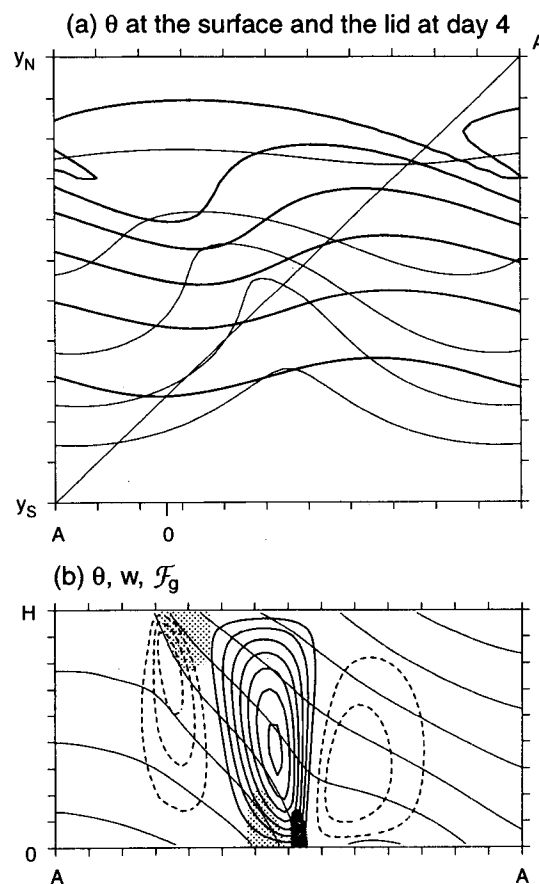 (a) θ at the surface and the lid at day 4
y_N
A
y_S
A
0
(b) θ, w, ℱ_g
H
0
A
A